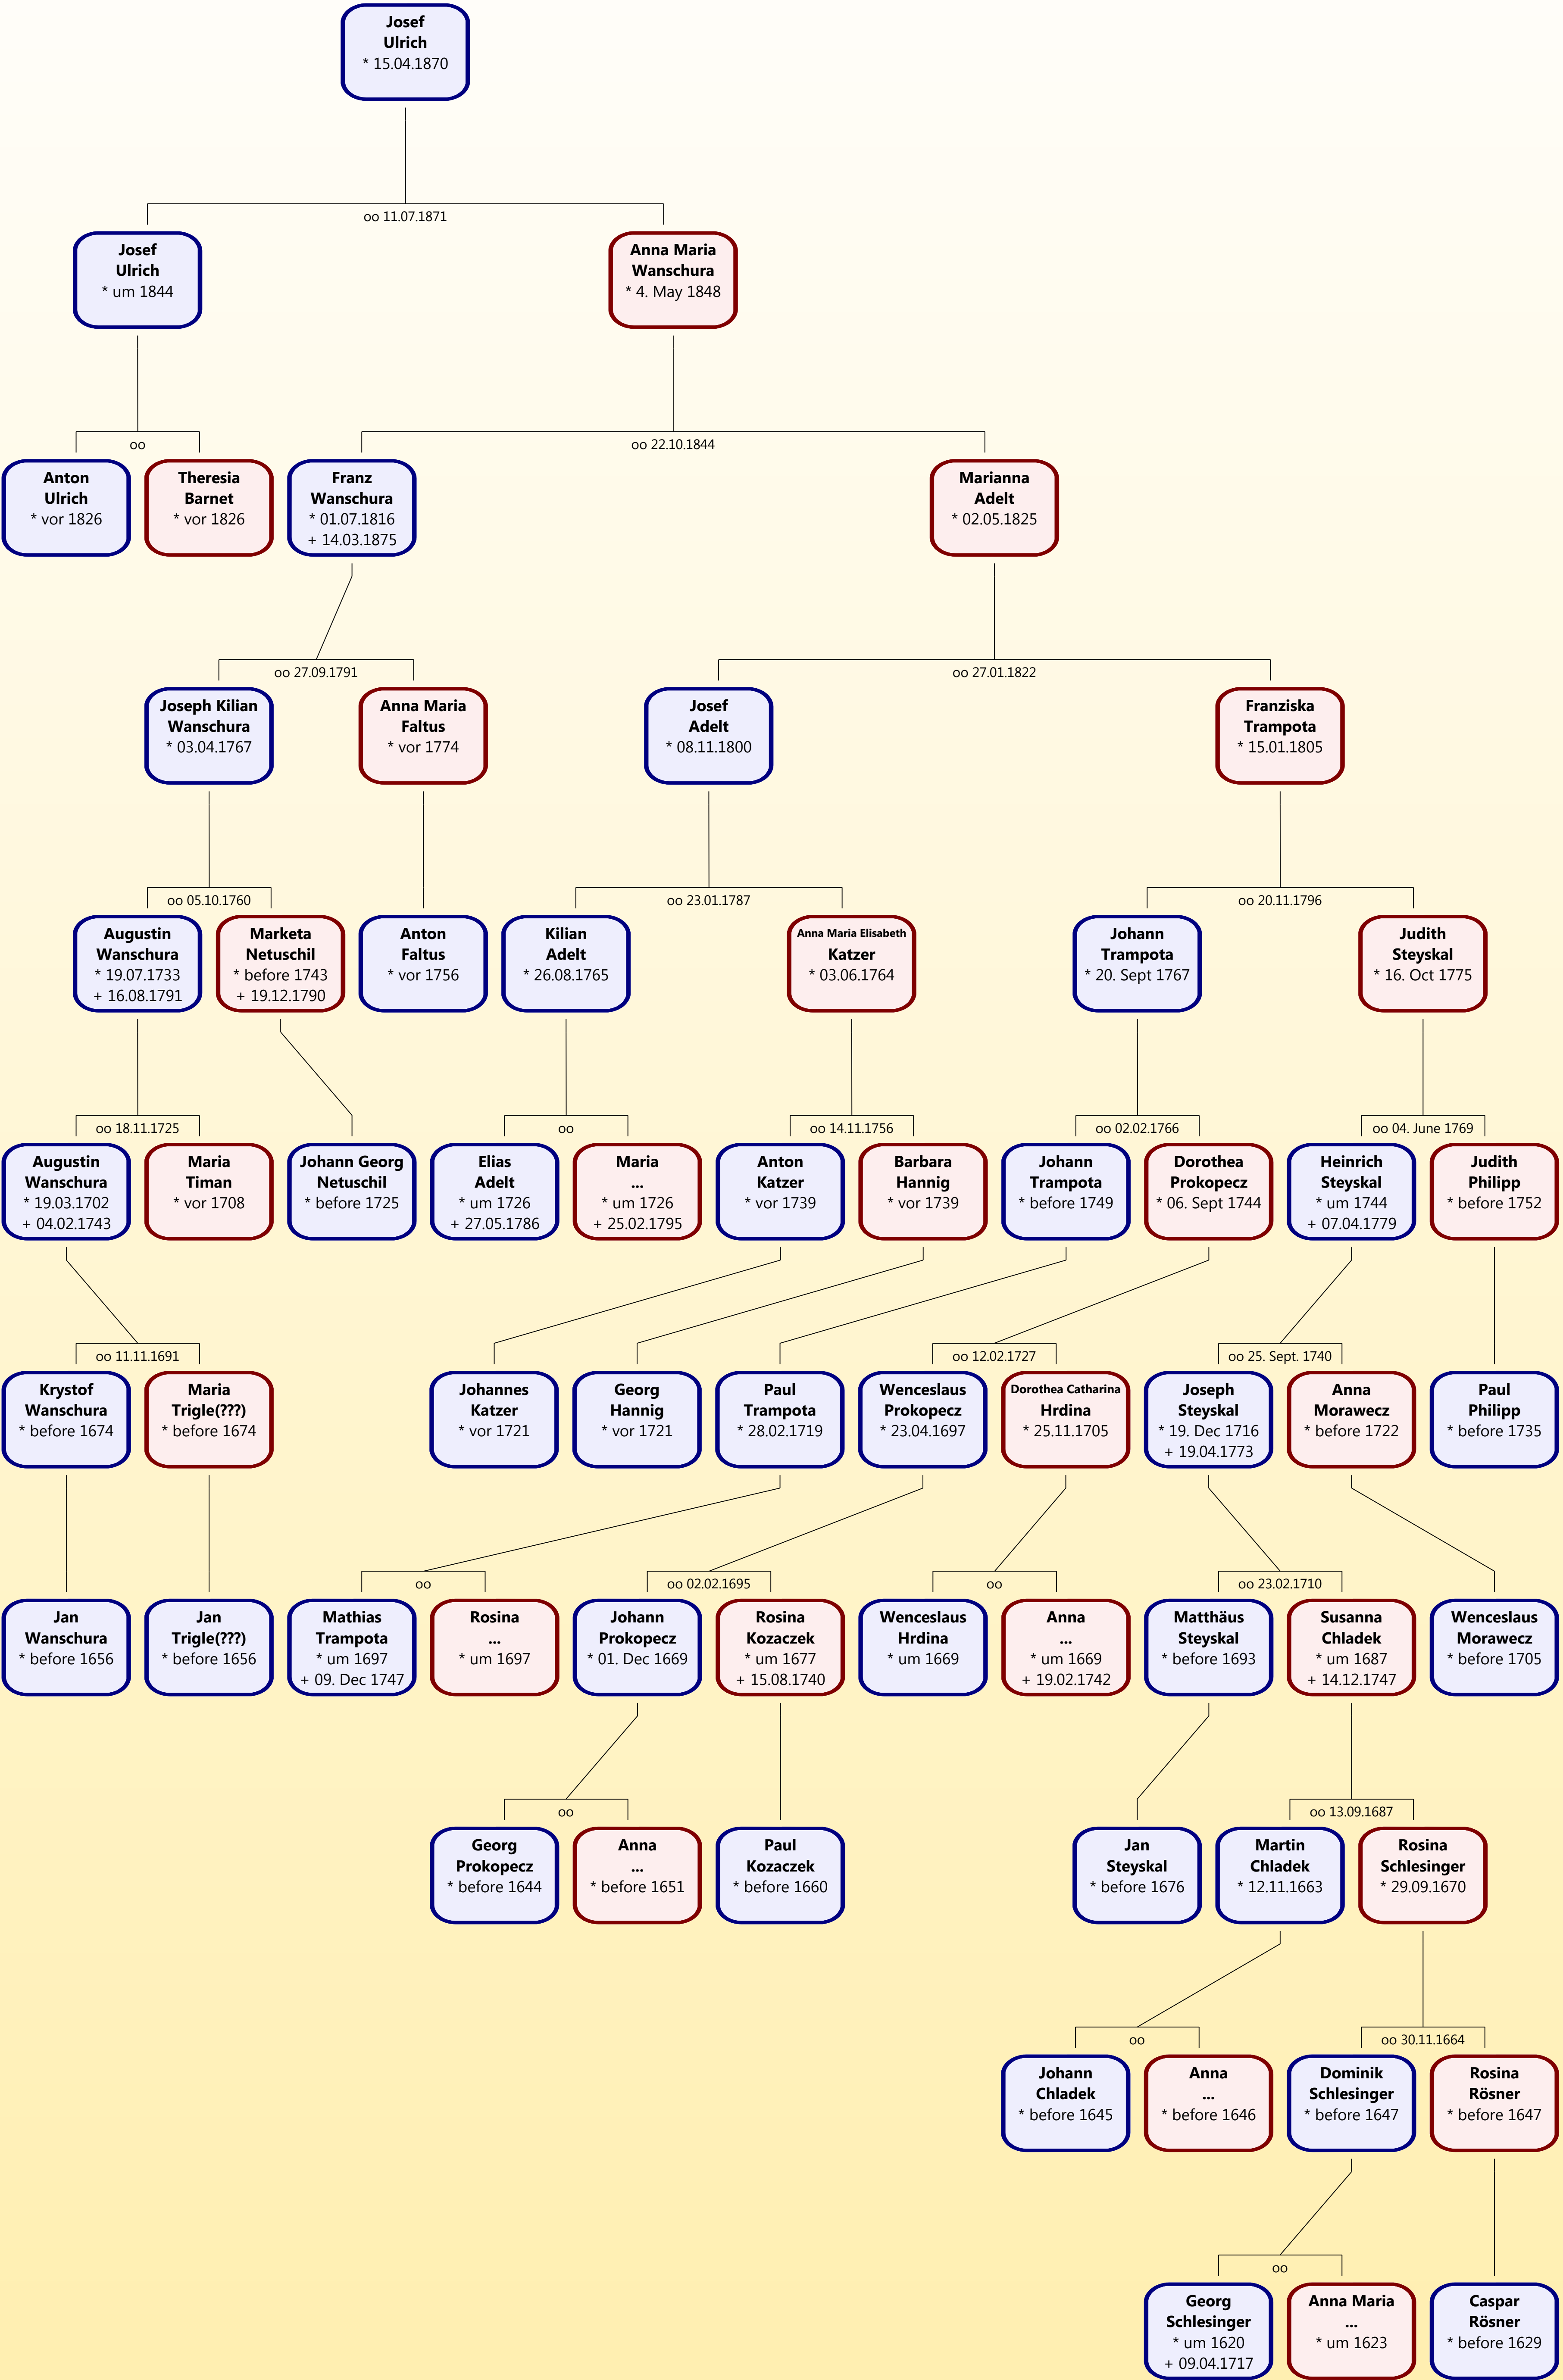 Josef
Ulrich
* 15.04.1870
oo 11.07.1871
Josef
Ulrich
* um 1844
Anna Maria
Wanschura
* 4. May 1848
oo
oo 22.10.1844
Anton
Ulrich
* vor 1826
Theresia
Barnet
* vor 1826
Franz
Wanschura
* 01.07.1816
+ 14.03.1875
Marianna
Adelt
* 02.05.1825
oo 27.09.1791
oo 27.01.1822
Joseph Kilian
Wanschura
* 03.04.1767
Anna Maria
Faltus
* vor 1774
Josef
Adelt
* 08.11.1800
Franziska
Trampota
* 15.01.1805
oo 05.10.1760
oo 23.01.1787
oo 20.11.1796
Augustin
Wanschura
* 19.07.1733
+ 16.08.1791
Marketa
Netuschil
* before 1743
+ 19.12.1790
Anton
Faltus
* vor 1756
Kilian
Adelt
* 26.08.1765
Anna Maria Elisabeth
Katzer
* 03.06.1764
Johann
Trampota
* 20. Sept 1767
Judith
Steyskal
* 16. Oct 1775
oo 18.11.1725
oo
oo 14.11.1756
oo 02.02.1766
oo 04. June 1769
Augustin
Wanschura
* 19.03.1702
+ 04.02.1743
Maria
Timan
* vor 1708
Johann Georg
Netuschil
* before 1725
Elias
Adelt
* um 1726
+ 27.05.1786
Maria
...
* um 1726
+ 25.02.1795
Anton
Katzer
* vor 1739
Barbara
Hannig
* vor 1739
Johann
Trampota
* before 1749
Dorothea
Prokopecz
* 06. Sept 1744
Heinrich
Steyskal
* um 1744
+ 07.04.1779
Judith
Philipp
* before 1752
oo 11.11.1691
oo 12.02.1727
oo 25. Sept. 1740
Krystof
Wanschura
* before 1674
Maria
Trigle(???)
* before 1674
Johannes
Katzer
* vor 1721
Georg
Hannig
* vor 1721
Paul
Trampota
* 28.02.1719
Wenceslaus
Prokopecz
* 23.04.1697
Dorothea Catharina
Hrdina
* 25.11.1705
Joseph
Steyskal
* 19. Dec 1716
+ 19.04.1773
Anna
Morawecz
* before 1722
Paul
Philipp
* before 1735
oo
oo 02.02.1695
oo
oo 23.02.1710
Jan
Wanschura
* before 1656
Jan
Trigle(???)
* before 1656
Mathias
Trampota
* um 1697
+ 09. Dec 1747
Rosina
...
* um 1697
Johann
Prokopecz
* 01. Dec 1669
Rosina
Kozaczek
* um 1677
+ 15.08.1740
Wenceslaus
Hrdina
* um 1669
Anna
...
* um 1669
+ 19.02.1742
Matthäus
Steyskal
* before 1693
Susanna
Chladek
* um 1687
+ 14.12.1747
Wenceslaus
Morawecz
* before 1705
oo
oo 13.09.1687
Georg
Prokopecz
* before 1644
Anna
...
* before 1651
Paul
Kozaczek
* before 1660
Jan
Steyskal
* before 1676
Martin
Chladek
* 12.11.1663
Rosina
Schlesinger
* 29.09.1670
oo
oo 30.11.1664
Johann
Chladek
* before 1645
Anna
...
* before 1646
Dominik
Schlesinger
* before 1647
Rosina
Rösner
* before 1647
oo
Georg
Schlesinger
* um 1620
+ 09.04.1717
Anna Maria
...
* um 1623
Caspar
Rösner
* before 1629